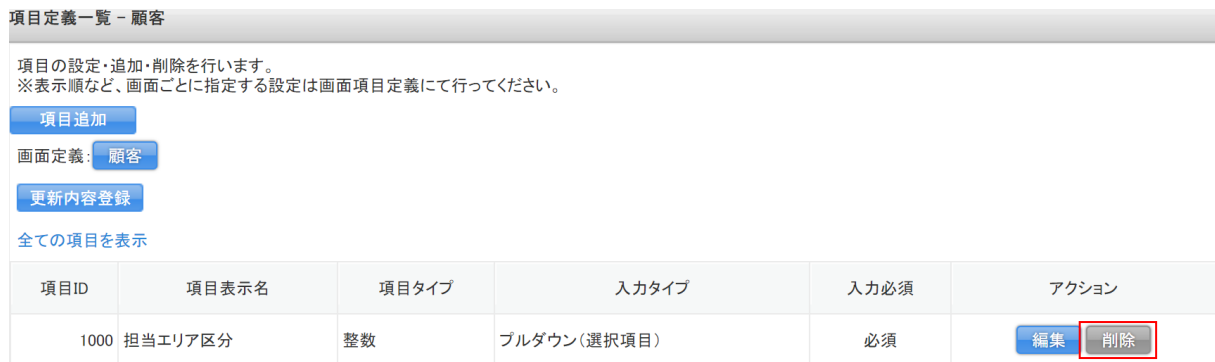 項目定義一覧 - 顧客
項目の設定・追加・削除を行います。
※表示順など、画面ごとに指定する設定は画面項目定義にて行ってください。
項目追加
画面定義: 顧客
更新内容登録
全ての項目を表示
項目ID 項目表示名 項目タイプ 入力タイプ 入力必須 アクション
1000 担当エリア区分 整数 プルダウン(選択項目) 必須 編集 削除